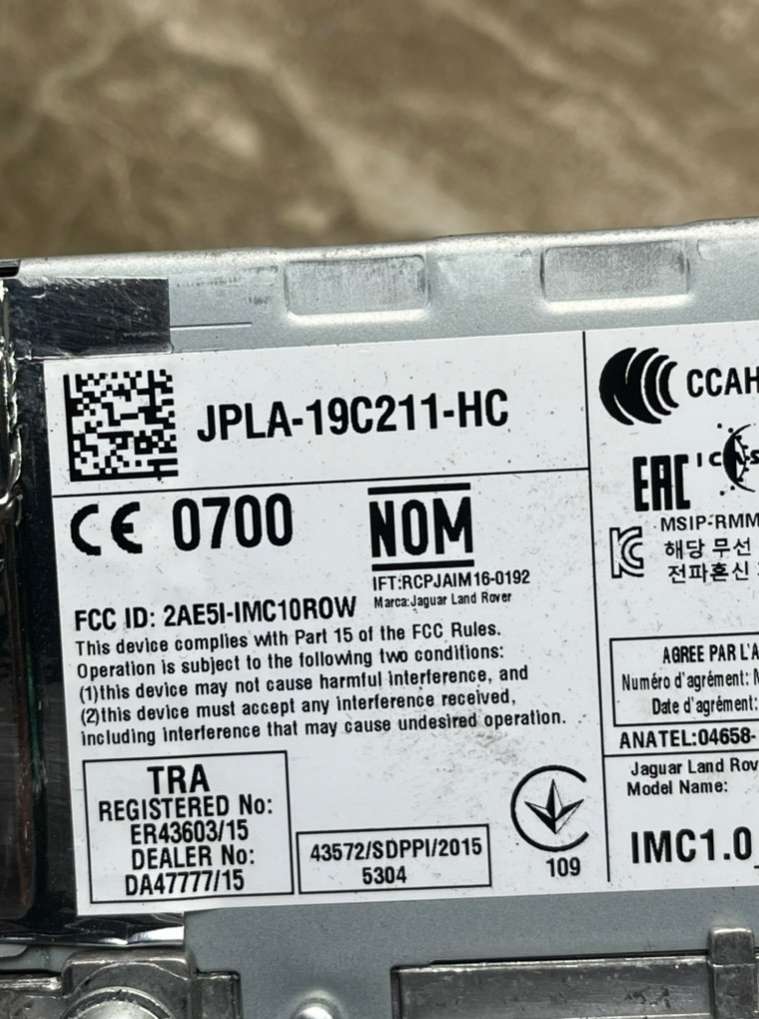 JPLA-19C211-HC
CE 0700
NOM
IFT:RCPJAIM16-0192
Marca:Jaguar Land Rover
FCC ID: 2AE5I-IMC10ROW
This device complies with Part 15 of the FCC Rules.
Operation is subject to the following two conditions:
(1)this device may not cause harmful interference, and
(2)this device must accept any interference received,
including interference that may cause undesired operation.
TRA
REGISTERED No:
ER43603/15
DEALER No:
DA47777/15
43572/SDPPI/2015
5304
109
CCAH
EAC
MSIP-RMM
해당 무선
전파혼신
AGREE PAR L'A
Numéro d'agrément:
Date d'agrément:
ANATEL:04658-
Jaguar Land Rov
Model Name:
IMC1.0_